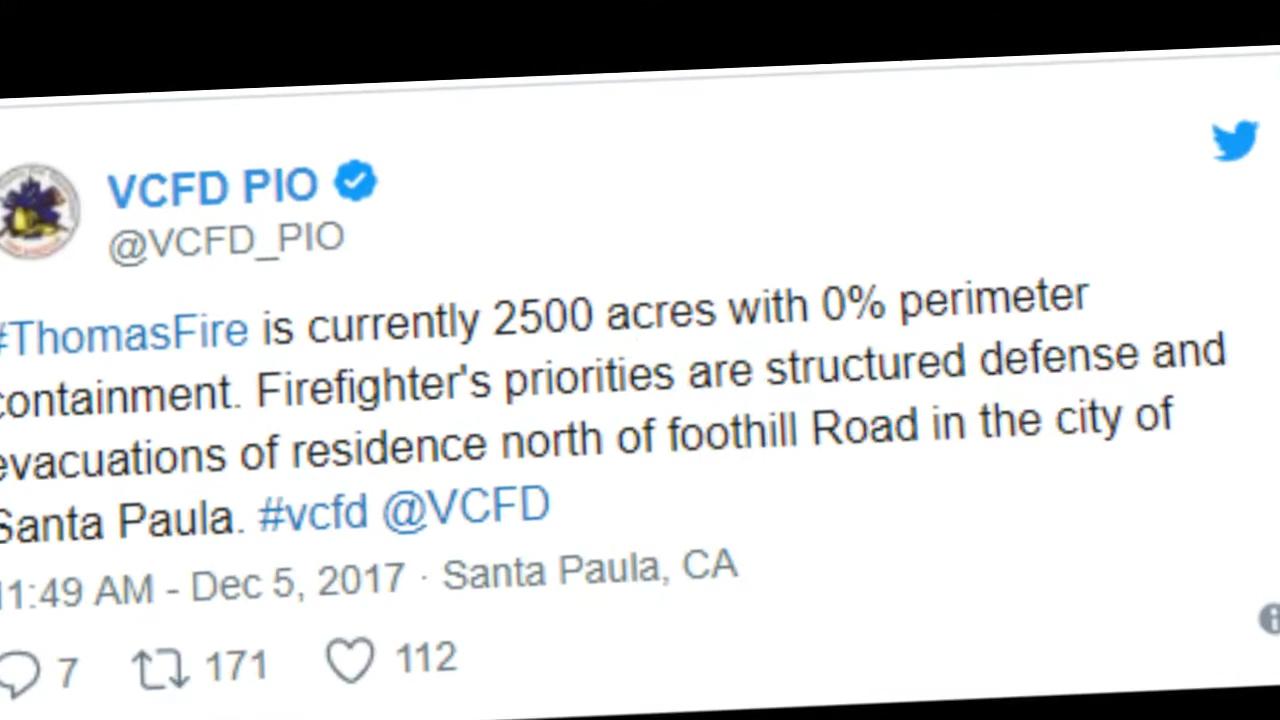 VCFD PIO
@VCFD_PIO
#ThomasFire is currently 2500 acres with 0% perimeter
containment. Firefighter's priorities are structured defense and
evacuations of residence north of foothill Road in the city of
Santa Paula. #vcfd @VCFD
11:49 AM - Dec 5, 2017 · Santa Paula, CA
7 171 112